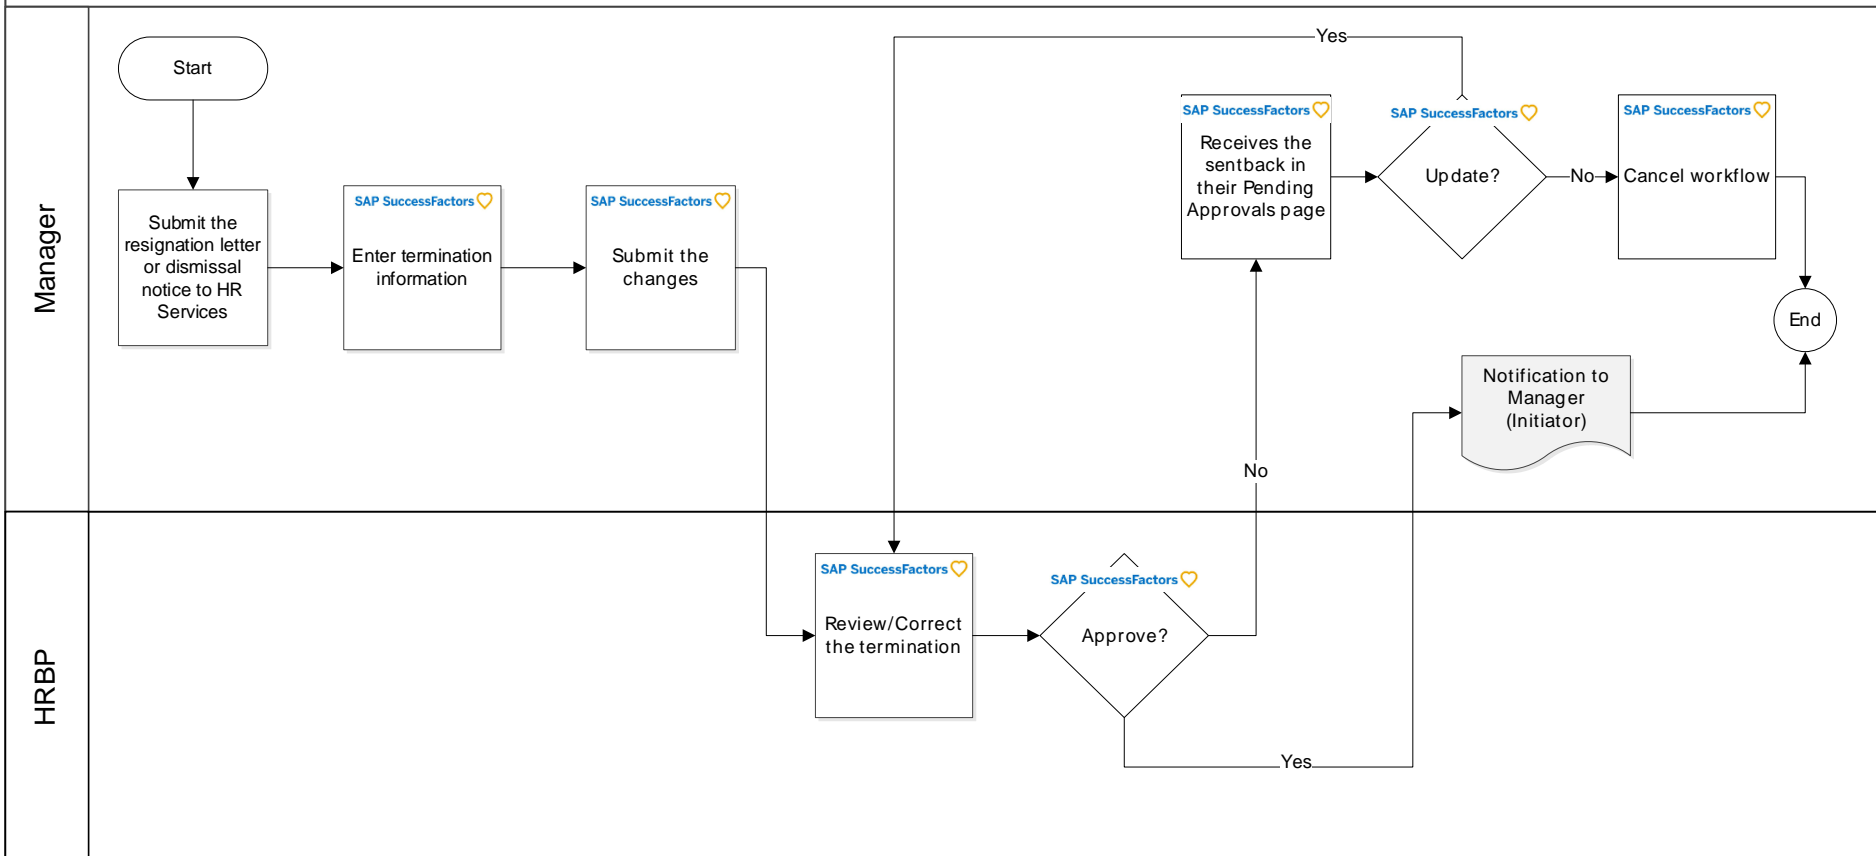 Manager
Start
Submit the
resignation letter
or dismissal
notice to HR
Services
SAP SuccessFactors
Enter termination
information
SAP SuccessFactors
Submit the
changes
Yes
SAP SuccessFactors
Receives the
sentback in
their Pending
Approvals page
SAP SuccessFactors
Update?
No
SAP SuccessFactors
Cancel workflow
End
Notification to
Manager
(Initiator)
No
HRBP
SAP SuccessFactors
Review/Correct
the termination
SAP SuccessFactors
Approve?
Yes